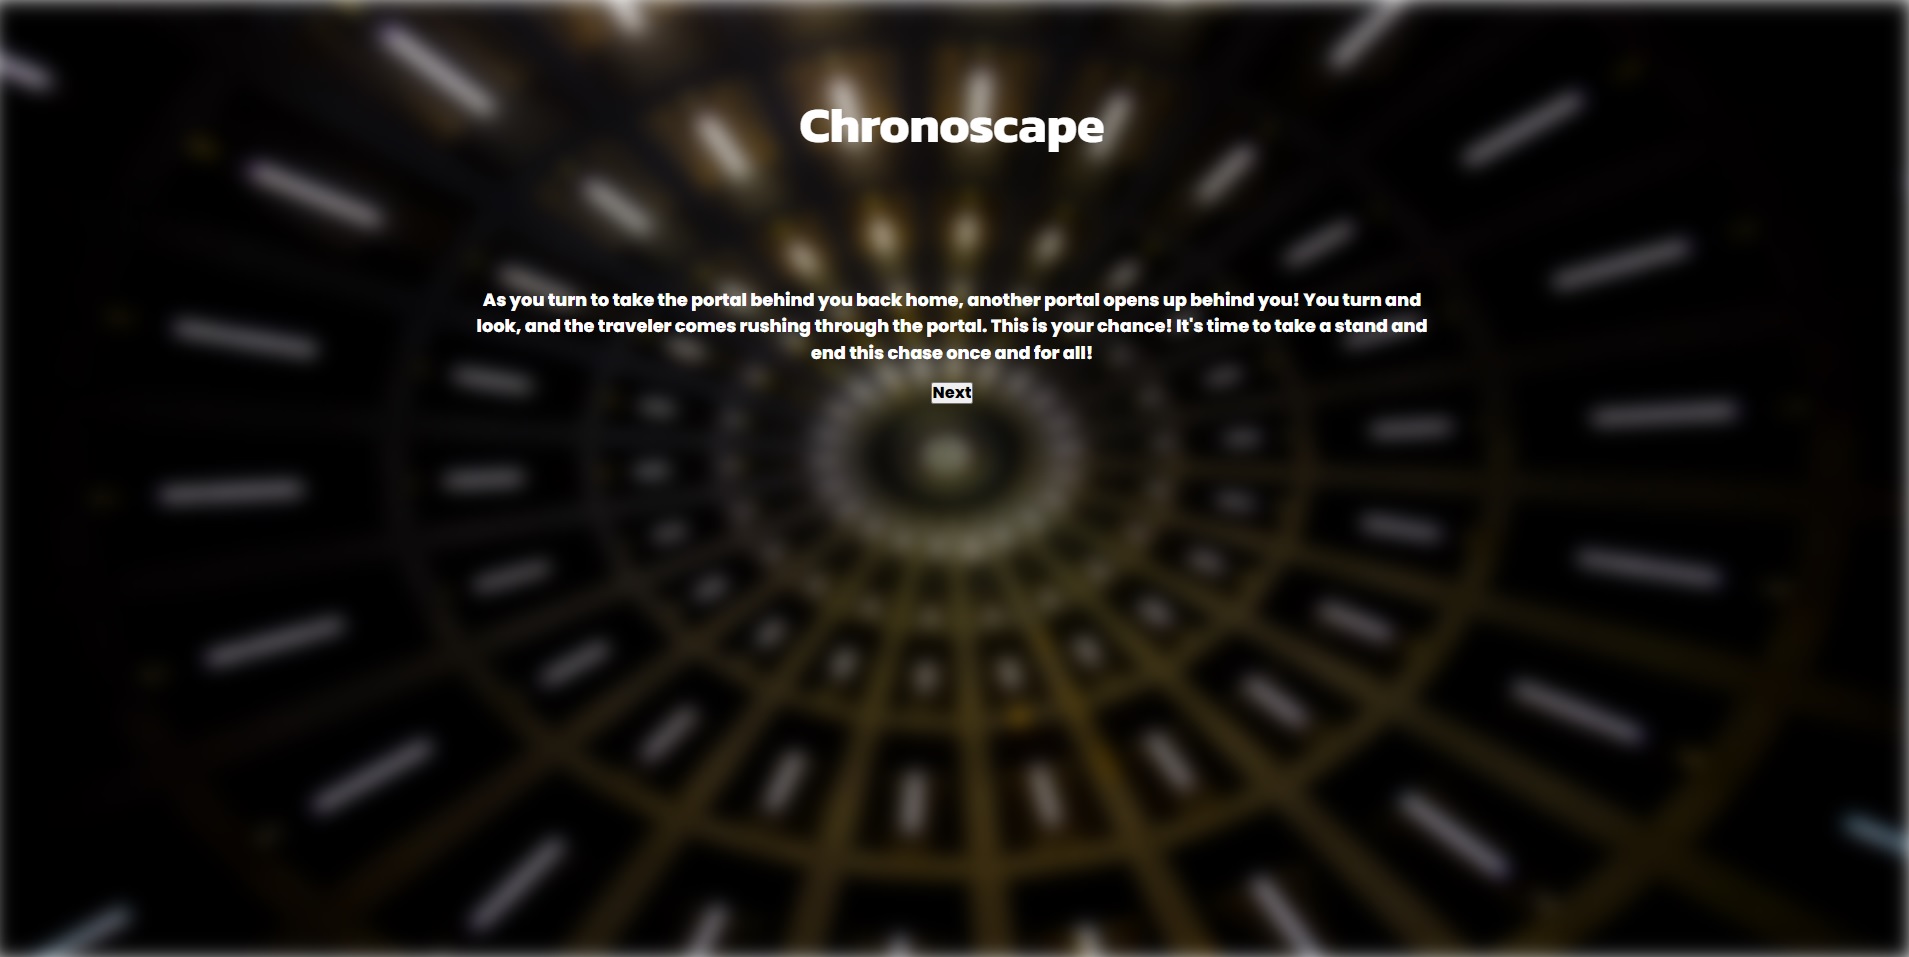 Chronoscape
As you turn to take the portal behind you back home, another portal opens up behind you! You turn and
look, and the traveler comes rushing through the portal. This is your chance! It's time to take a stand and
end this chase once and for all!
Next